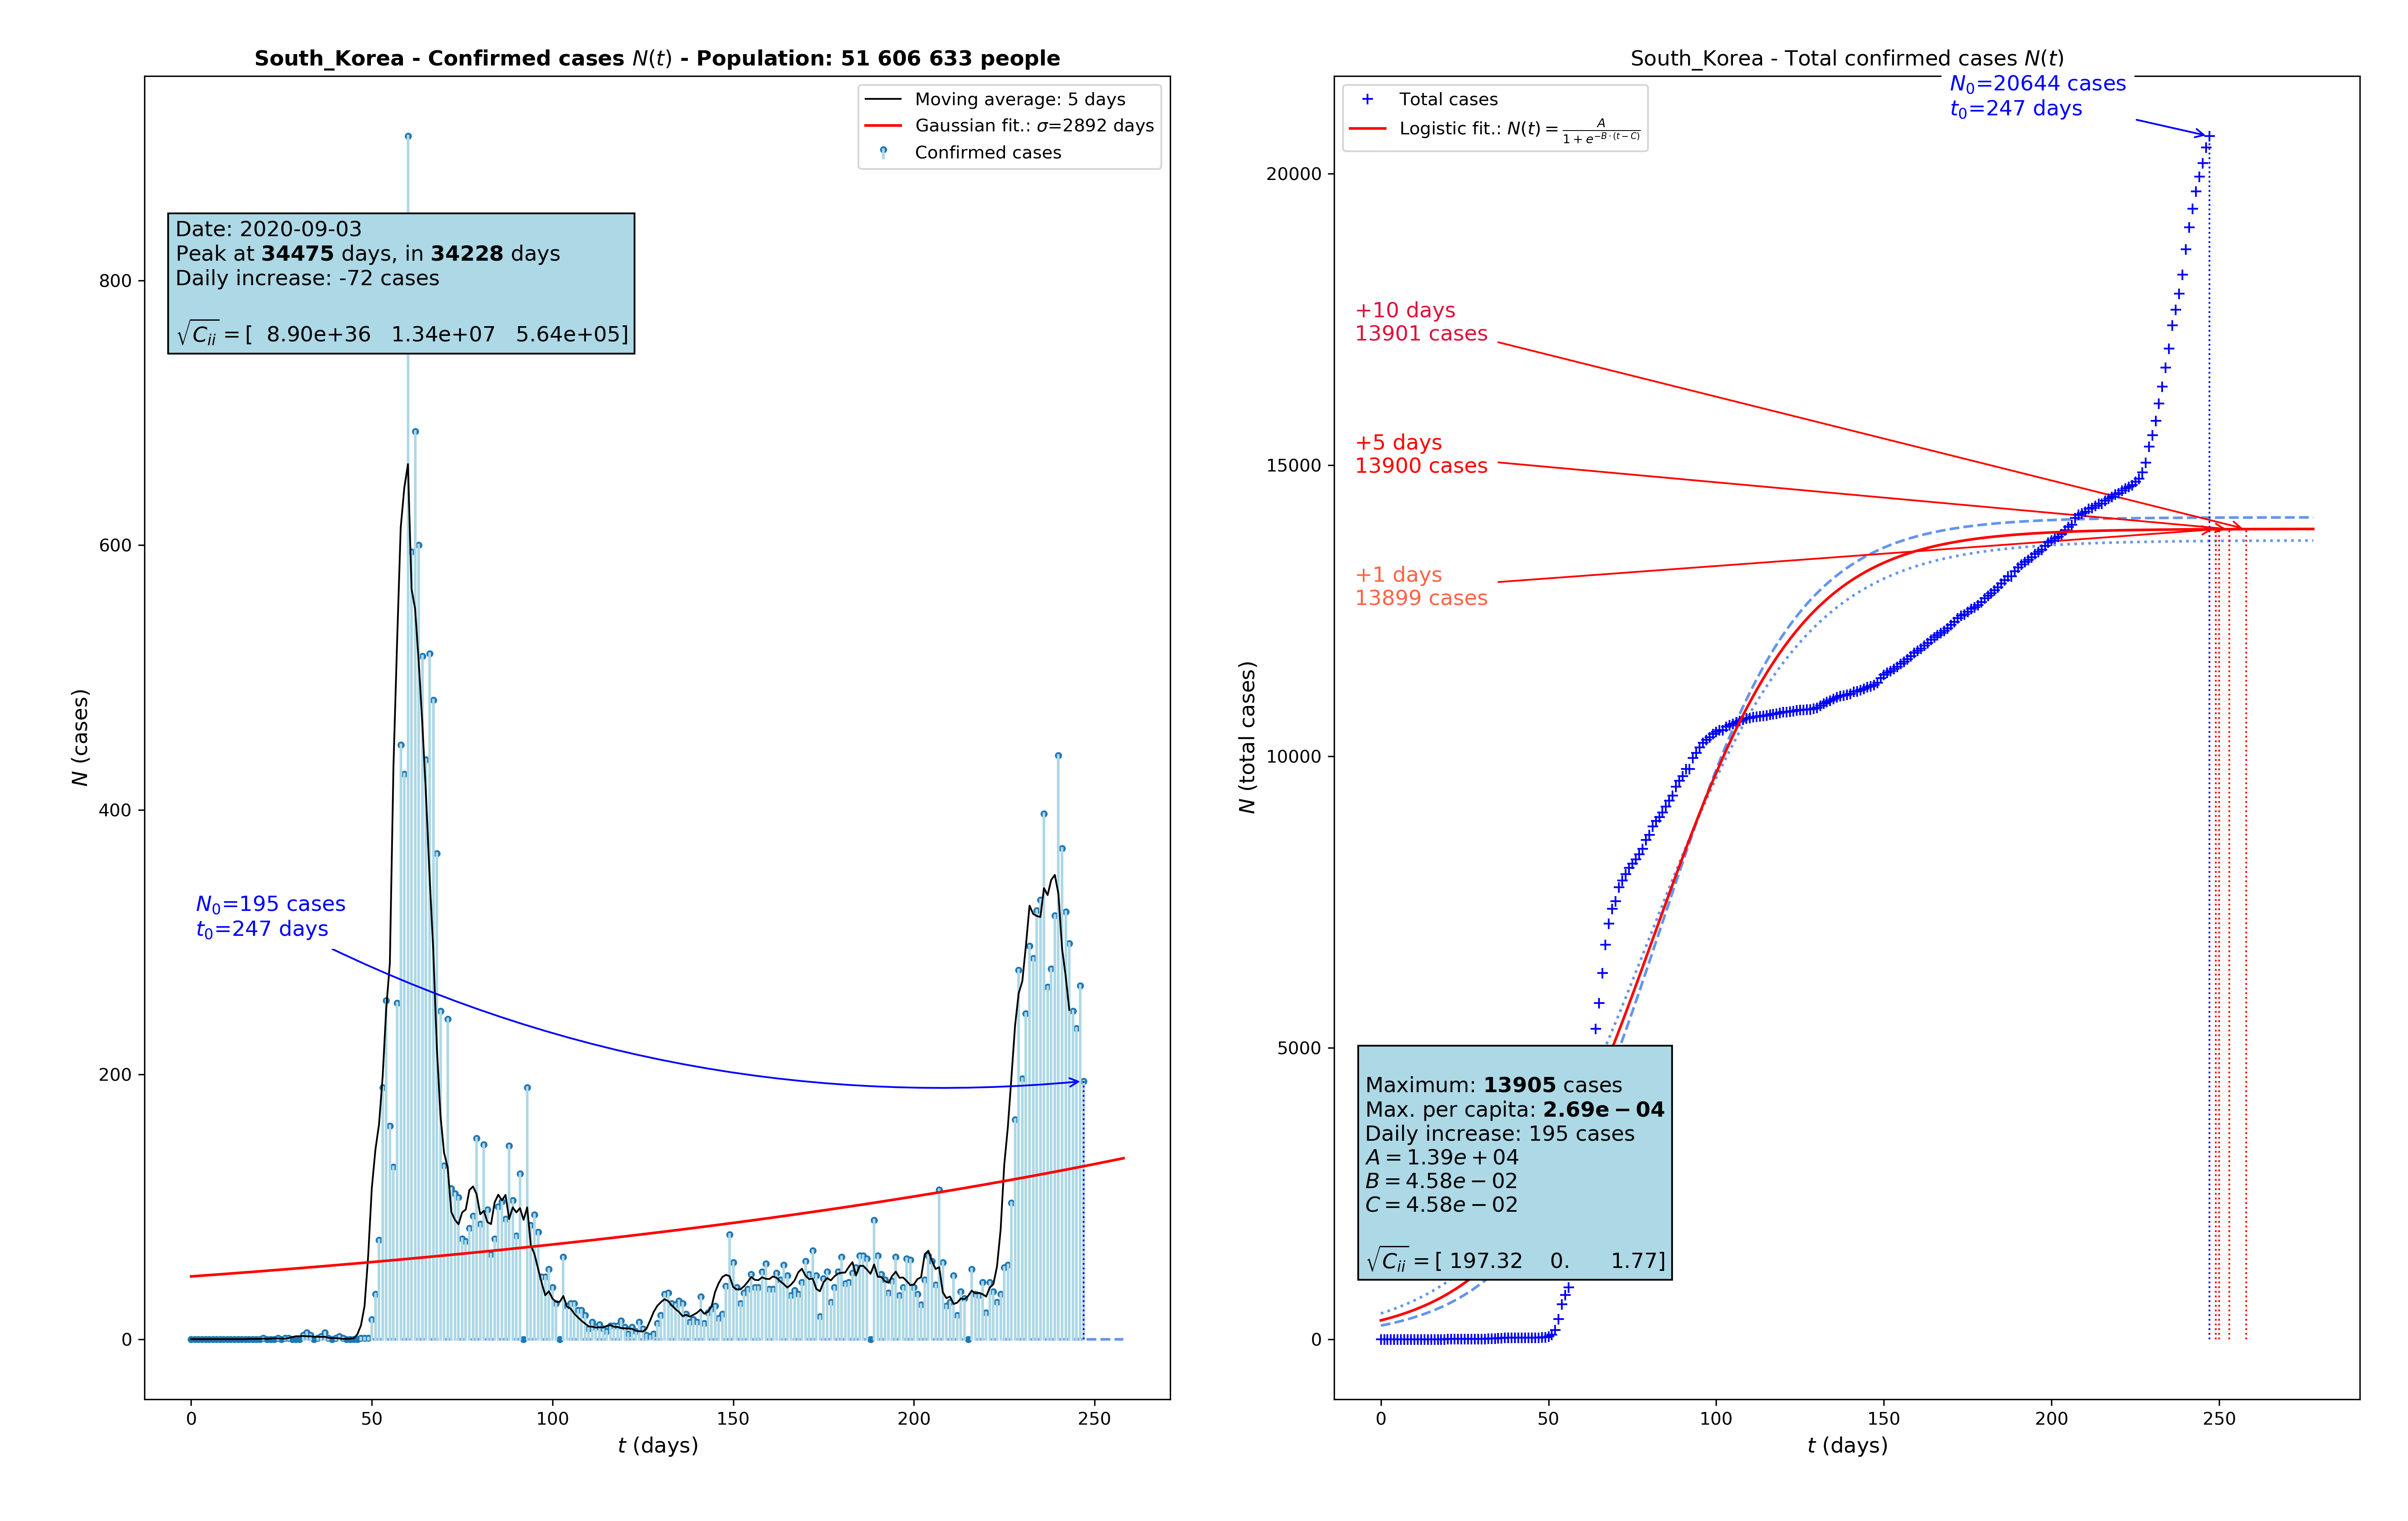 South_Korea - Confirmed cases N(t) - Population: 51 606 633 people
Moving average: 5 days
Gaussian fit.: σ=2892 days
Confirmed cases
Date: 2020-09-03
Peak at 34475 days, in 34228 days
Daily increase: -72 cases
√C_ii = [ 8.90e+36 1.34e+07 5.64e+05]
N_0=195 cases
t_0=247 days
N (cases)
800
600
400
200
0
0 50 100 150 200 250
t (days)
South_Korea - Total confirmed cases N(t)
Total cases
Logistic fit.: N(t) = A / (1 + e^{-B·(t-C)})
N_0=20644 cases
t_0=247 days
+10 days
13901 cases
+5 days
13900 cases
+1 days
13899 cases
Maximum: 13905 cases
Max. per capita: 2.69e − 04
Daily increase: 195 cases
A = 1.39e + 04
B = 4.58e − 02
C = 4.58e − 02
√C_ii = [ 197.32 0. 1.77]
N (total cases)
20000
15000
10000
5000
0
0 50 100 150 200 250
t (days)